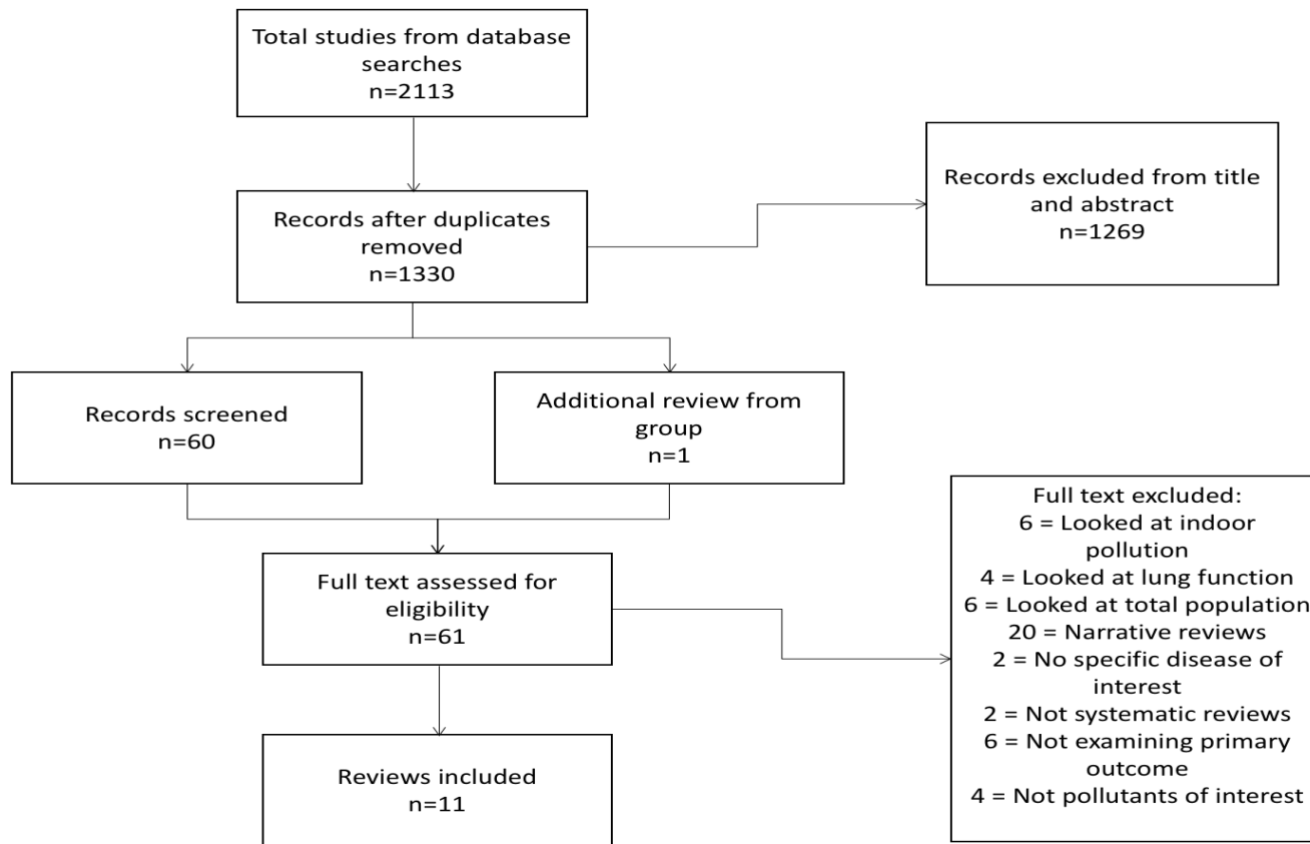 Total studies from database
searches
n=2113
Records after duplicates
removed
n=1330
Records excluded from title
and abstract
n=1269
Records screened
n=60
Additional review from
group
n=1
Full text assessed for
eligibility
n=61
Full text excluded:
6 = Looked at indoor
pollution
4 = Looked at lung function
6 = Looked at total population
20 = Narrative reviews
2 = No specific disease of
interest
2 = Not systematic reviews
6 = Not examining primary
outcome
4 = Not pollutants of interest
Reviews included
n=11